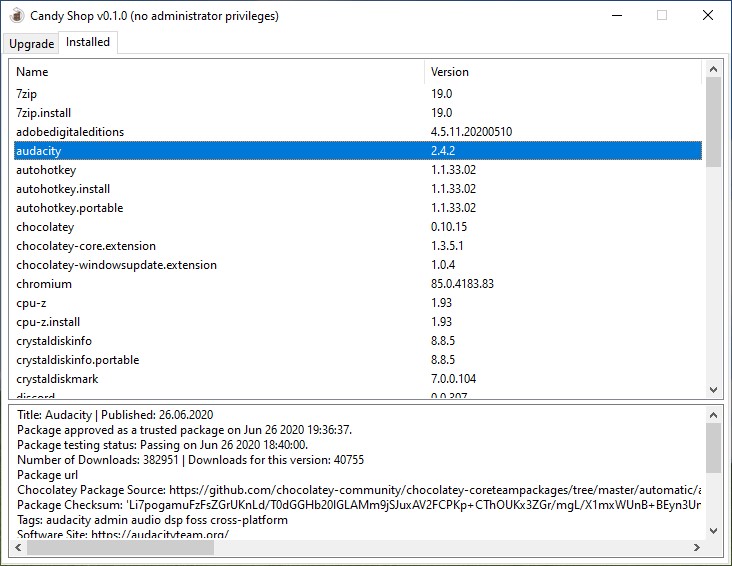 Candy Shop v0.1.0 (no administrator privileges)
Upgrade Installed
Name Version
7zip 19.0
7zip.install 19.0
adobedigitaleditions 4.5.11.20200510
audacity 2.4.2
autohotkey 1.1.33.02
autohotkey.install 1.1.33.02
autohotkey.portable 1.1.33.02
chocolatey 0.10.15
chocolatey-core.extension 1.3.5.1
chocolatey-windowsupdate.extension 1.0.4
chromium 85.0.4183.83
cpu-z 1.93
cpu-z.install 1.93
crystaldiskinfo 8.8.5
crystaldiskinfo.portable 8.8.5
crystaldiskmark 7.0.0.104
discord 0.0.307
Title: Audacity | Published: 26.06.2020
Package approved as a trusted package on Jun 26 2020 19:36:37.
Package testing status: Passing on Jun 26 2020 18:40:00.
Number of Downloads: 382951 | Downloads for this version: 40755
Package url
Chocolatey Package Source: https://github.com/chocolatey-community/chocolatey-coreteampackages/tree/master/automatic/a
Package Checksum: 'Li7pogamuFzFsZGrUKnLd/T0dGGHb20IGLAMm9jSJuxAV2FCPKp+CThOUKx3ZGr/mgL/X1mxWUnB+BEyn3Un
Tags: audacity admin audio dsp foss cross-platform
Software Site: https://audacityteam.org/